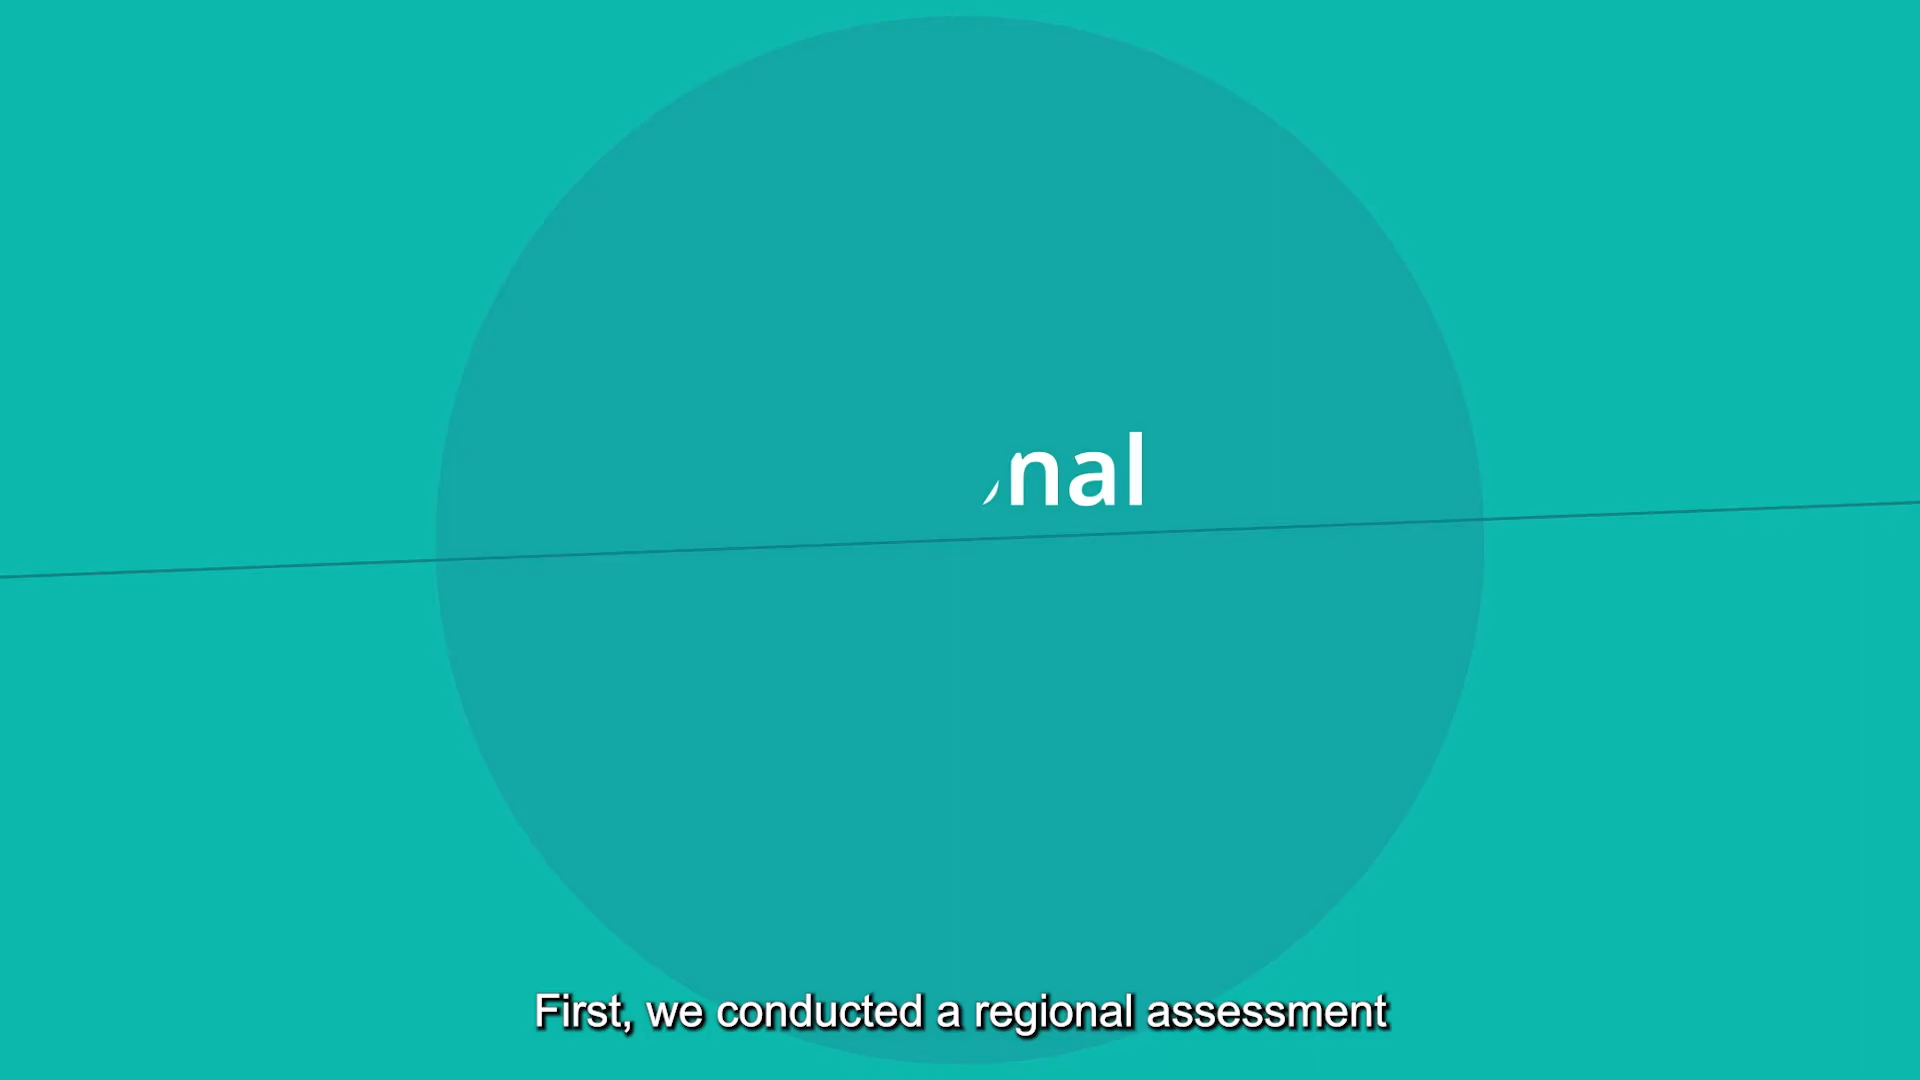 nal
First, we conducted a regional assessment